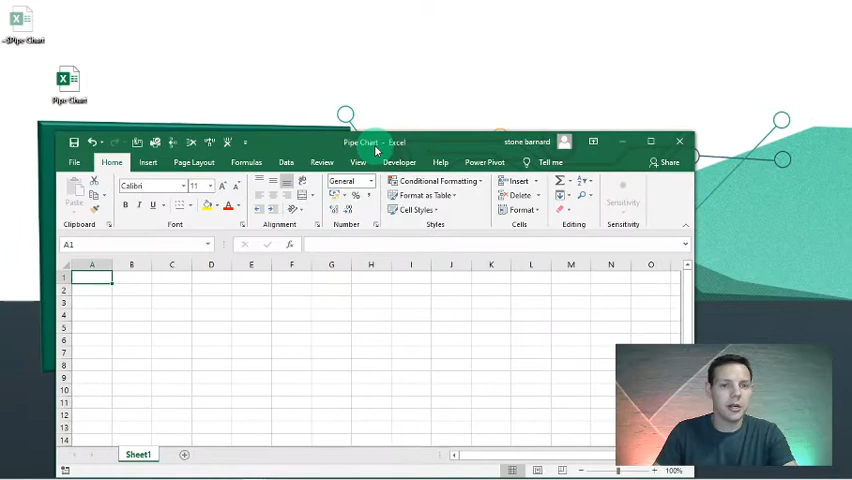 ~$Pipe Chart
Pipe Chart
Pipe Chart - Excel
stone barnard
File Home Insert Page Layout Formulas Data Review View Developer Help Power Pivot Tell me Share
Paste
Calibri 11
B I U
A A
General
$ % ,
Conditional Formatting
Format as Table
Cell Styles
Insert
Delete
Format
Sensitivity
Clipboard Font Alignment Number Styles Cells Editing Sensitivity
A1 fx
A B C D E F G H I J K L M N O
1
2
3
4
5
6
7
8
9
10
11
12
13
14
Sheet1
100%